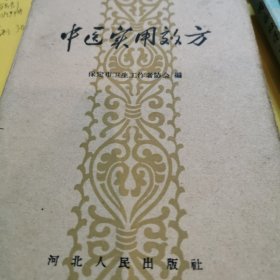 中医实用效方
保定市卫生工作者协会 编
河北人民出版社